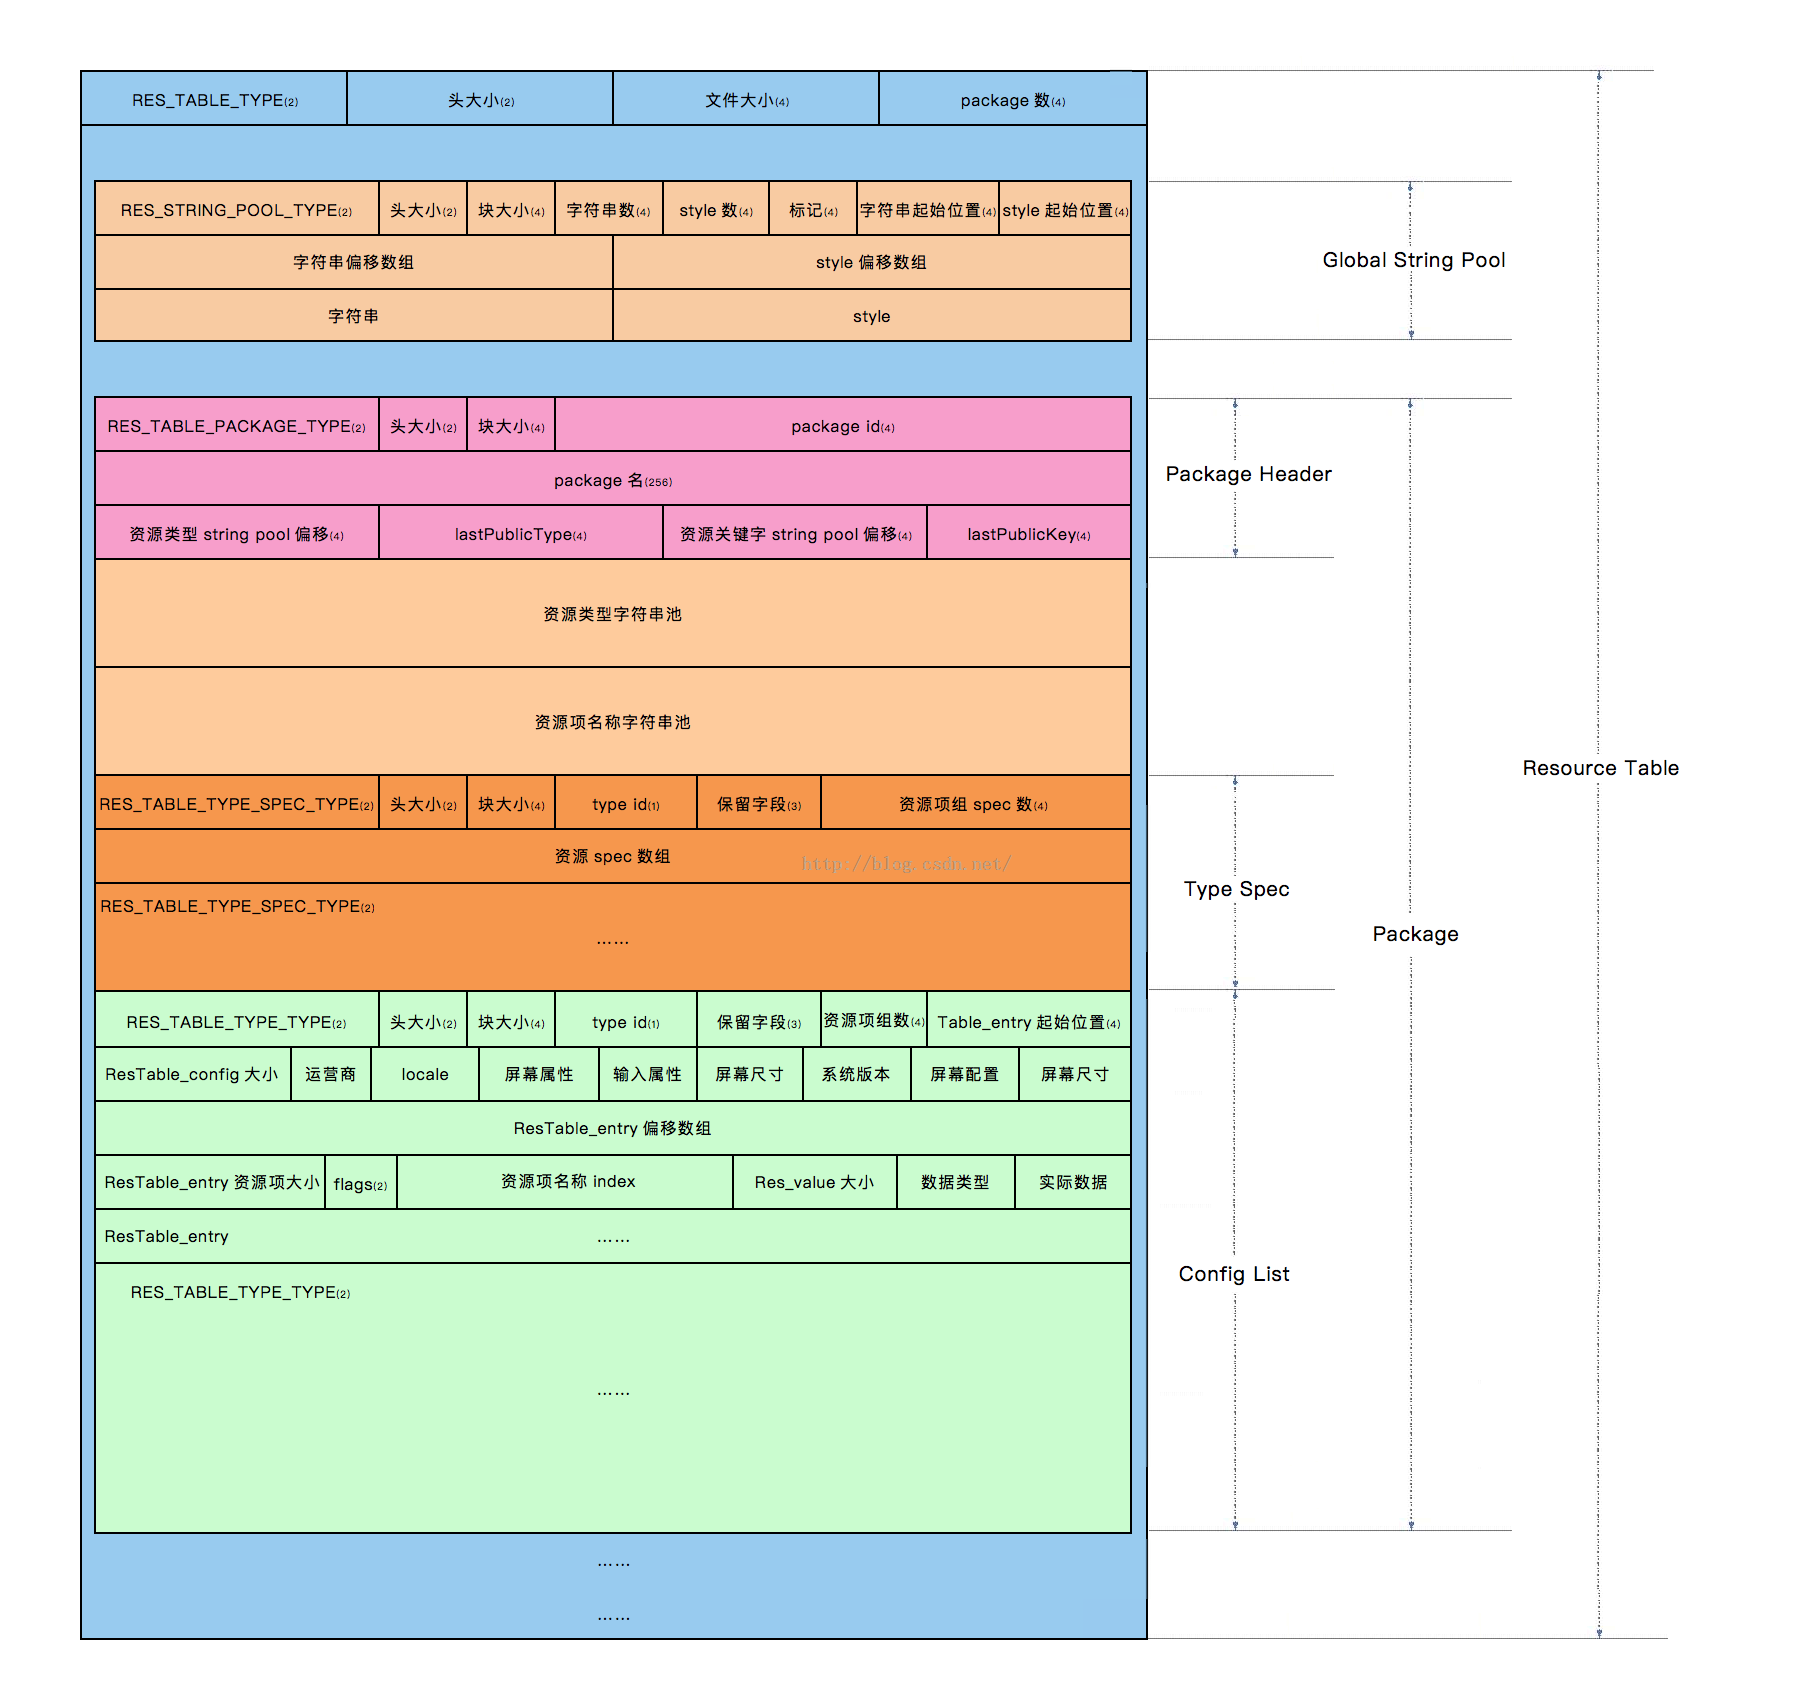 RES_TABLE_TYPE(2) 头大小(2) 文件大小(4) package 数(4)
RES_STRING_POOL_TYPE(2) 头大小(2) 块大小(4) 字符串数(4) style 数(4) 标记(4) 字符串起始位置(4) style 起始位置(4)
字符串偏移数组 style 偏移数组
Global String Pool
字符串 style
RES_TABLE_PACKAGE_TYPE(2) 头大小(2) 块大小(4) package id(4)
package 名(256)
Package Header
资源类型 string pool 偏移(4) lastPublicType(4) 资源关键字 string pool 偏移(4) lastPublicKey(4)
资源类型字符串池
资源项名称字符串池
Resource Table
RES_TABLE_TYPE_SPEC_TYPE(2) 头大小(2) 块大小(4) type id(1) 保留字段(3) 资源项组 spec 数(4)
资源 spec 数组
http://blog.csdn.net/
Type Spec
RES_TABLE_TYPE_SPEC_TYPE(2)
……
Package
RES_TABLE_TYPE_TYPE(2) 头大小(2) 块大小(4) type id(1) 保留字段(3) 资源项组数(4) Table_entry 起始位置(4)
ResTable_config 大小 运营商 locale 屏幕属性 输入属性 屏幕尺寸 系统版本 屏幕配置 屏幕尺寸
ResTable_entry 偏移数组
ResTable_entry 资源项大小 flags(2) 资源项名称 index Res_value 大小 数据类型 实际数据
ResTable_entry ……
Config List
RES_TABLE_TYPE_TYPE(2)
……
……
……